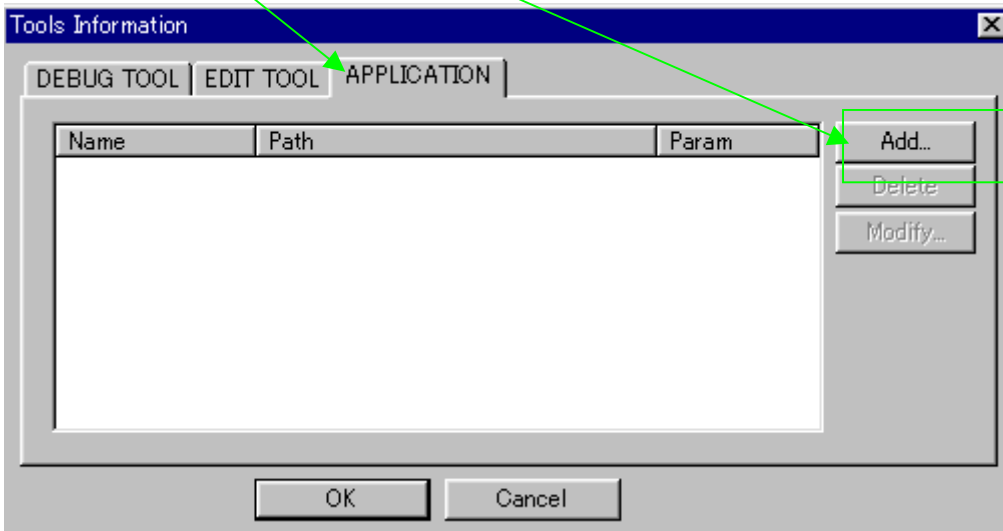 Tools Information
DEBUG TOOL EDIT TOOL APPLICATION
Name Path Param
Add...
Delete
Modify...
OK Cancel